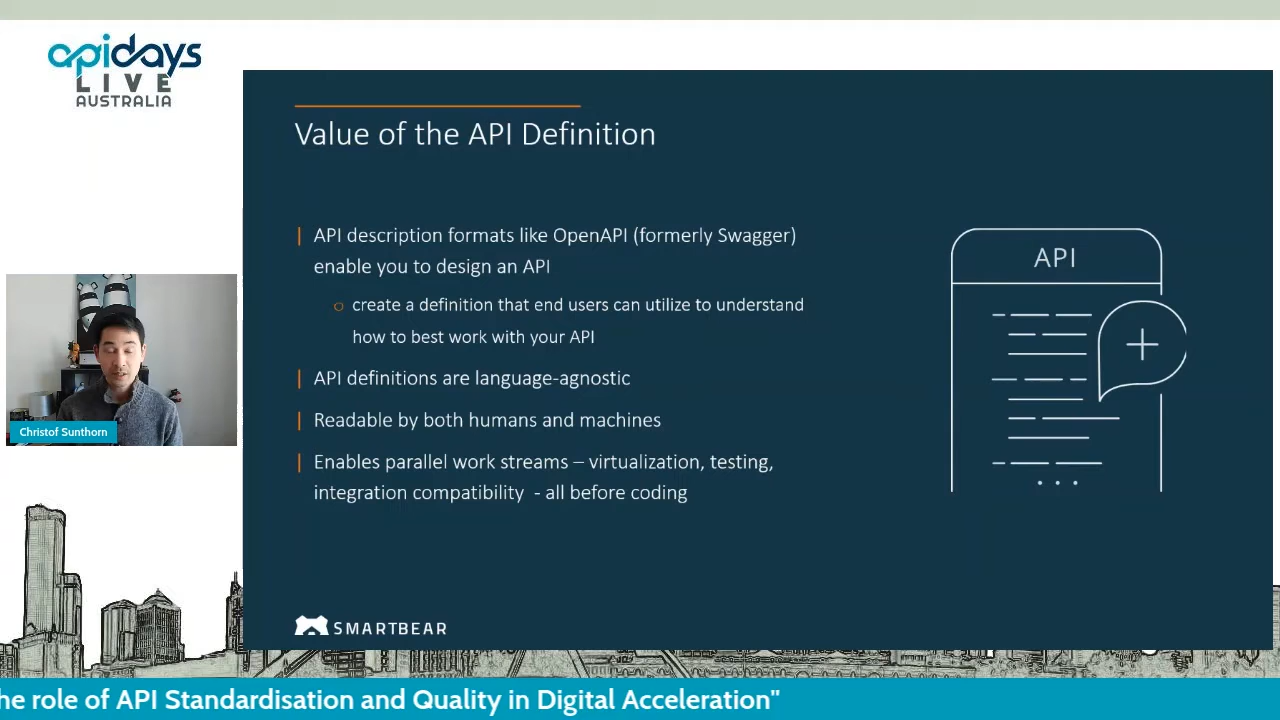 apidays
LIVE
AUSTRALIA
Value of the API Definition
| API description formats like OpenAPI (formerly Swagger)
enable you to design an API
o create a definition that end users can utilize to understand
how to best work with your API
| API definitions are language-agnostic
| Readable by both humans and machines
| Enables parallel work streams – virtualization, testing,
integration compatibility - all before coding
API
Christof Sunthorn
SMARTBEAR
he role of API Standardisation and Quality in Digital Acceleration"